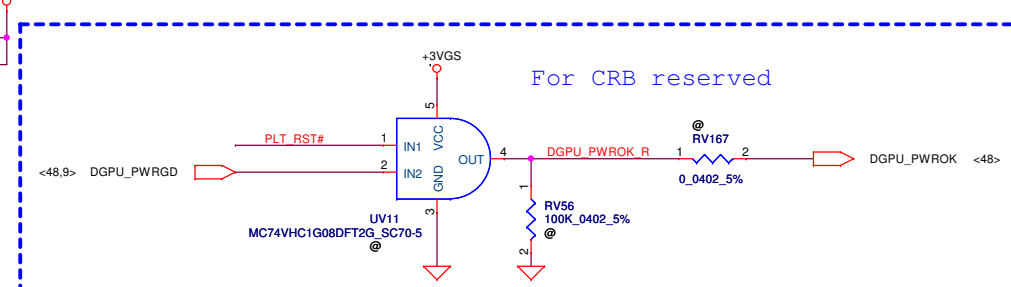 +3VGS
For CRB reserved
5
@
RV167
PLT_RST#
1
IN1
VCC
OUT
4
DGPU_PWROK_R
1
2
DGPU_PWROK
<48>
<48,9>
DGPU_PWRGD
2
IN2
GND
0_0402_5%
1
3
UV11
MC74VHC1G08DFT2G_SC70-5
@
RV56
100K_0402_5%
@
2